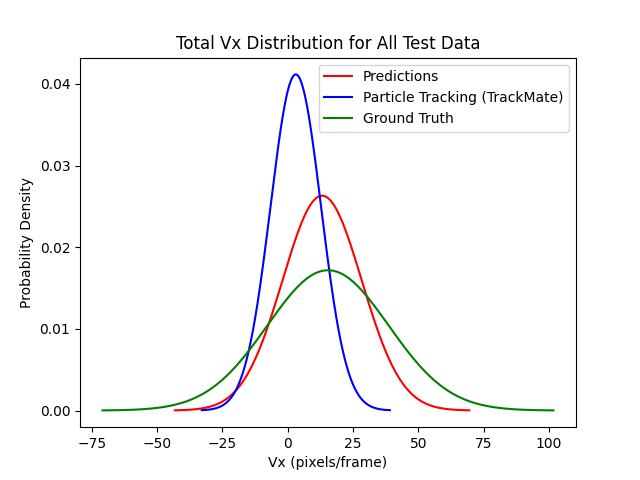 Total Vx Distribution for All Test Data
Predictions
Particle Tracking (TrackMate)
Ground Truth
Probability Density
0.04
0.03
0.02
0.01
0.00
−75
−50
−25
0
25
50
75
100
Vx (pixels/frame)